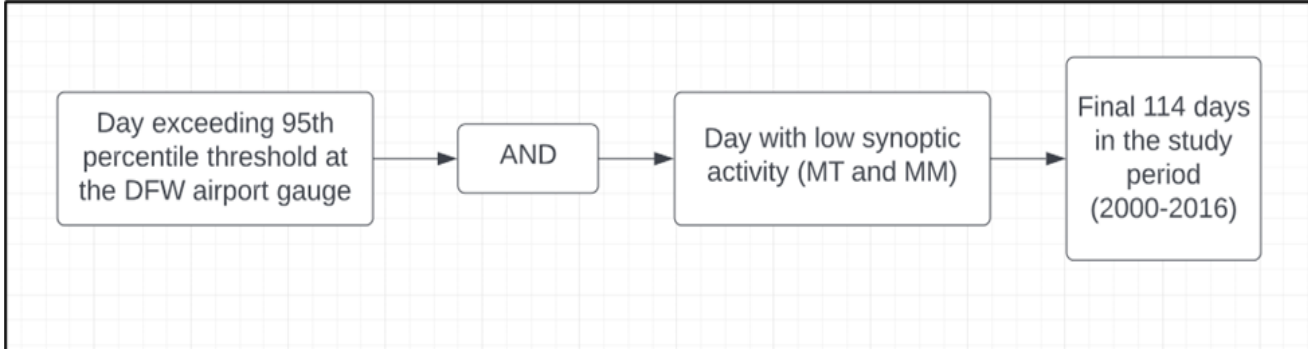 Day exceeding 95th
percentile threshold at
the DFW airport gauge
AND
Day with low synoptic
activity (MT and MM)
Final 114 days
in the study
period
(2000-2016)